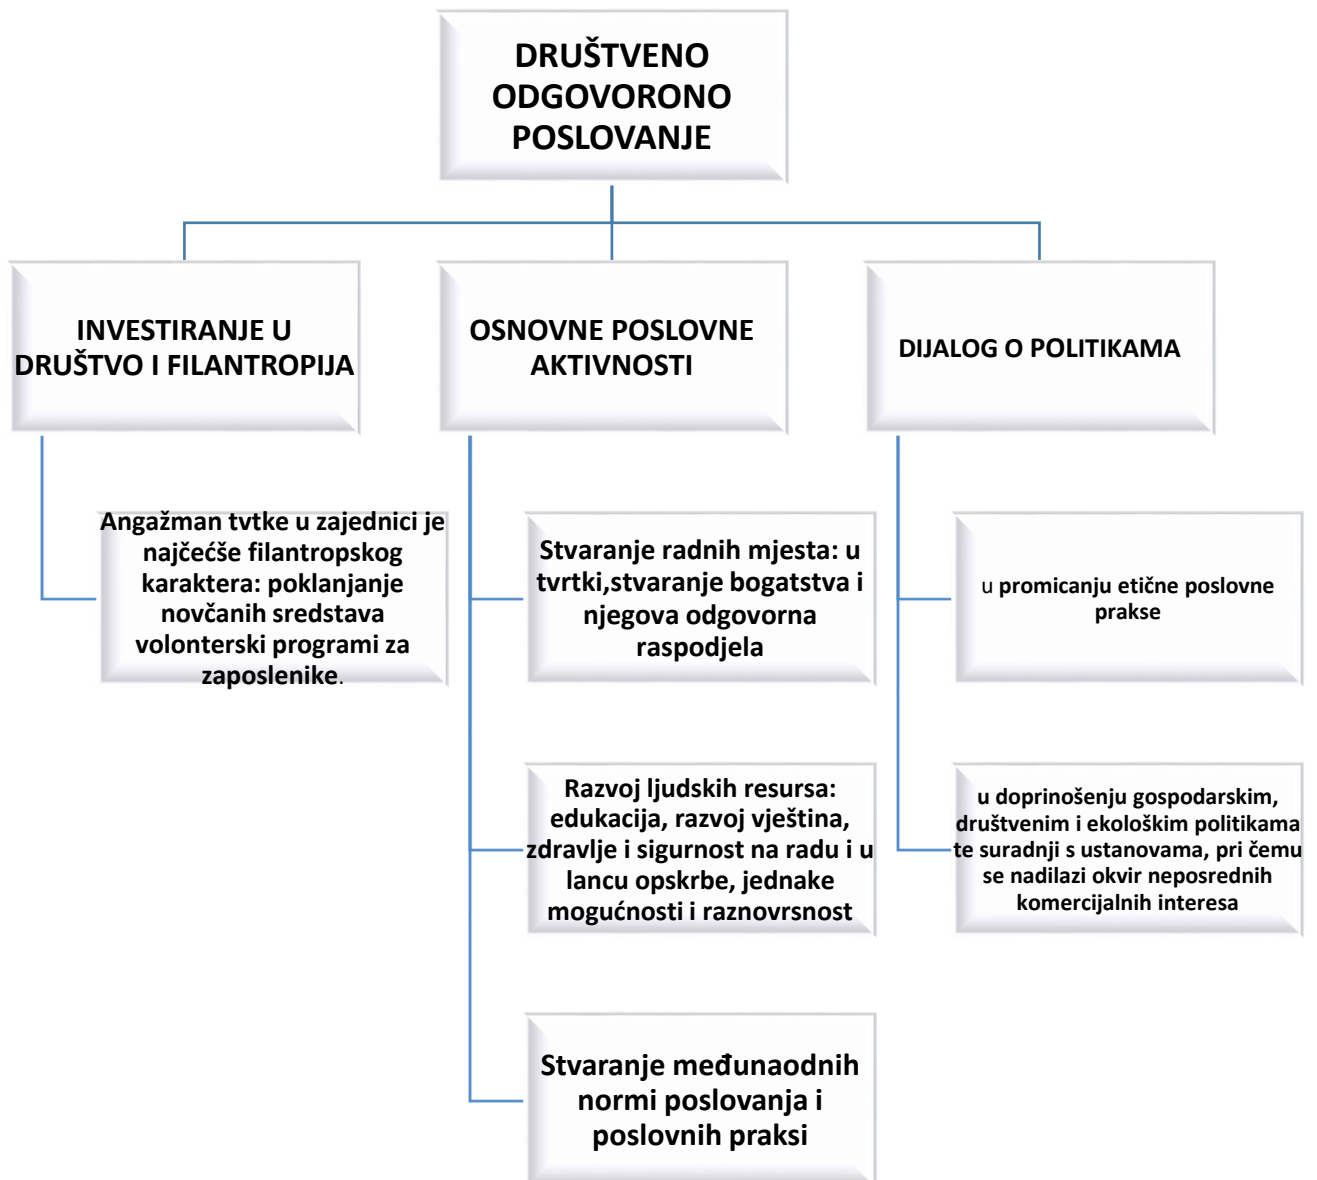 DRUŠTVENO
ODGOVORONO
POSLOVANJE
INVESTIRANJE U
DRUŠTVO I FILANTROPIJA
OSNOVNE POSLOVNE
AKTIVNOSTI
DIJALOG O POLITIKAMA
Angažman tvtke u zajednici je
najčećše filantropskog
karaktera: poklanjanje
novčanih sredstava
volonterski programi za
zaposlenike.
Stvaranje radnih mjesta: u
tvrtki,stvaranje bogatstva i
njegova odgovorna
raspodjela
u promicanju etične poslovne
prakse
Razvoj ljudskih resursa:
edukacija, razvoj vještina,
zdravlje i sigurnost na radu i u
lancu opskrbe, jednake
mogućnosti i raznovrsnost
u doprinošenju gospodarskim,
društvenim i ekološkim politikama
te suradnji s ustanovama, pri čemu
se nadilazi okvir neposrednih
komercijalnih interesa
Stvaranje međunaodnih
normi poslovanja i
poslovnih praksi